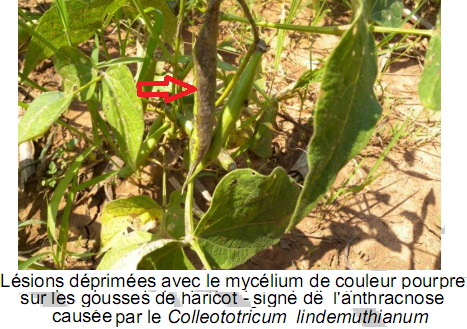 Lésions déprimées avec le mycélium de couleur pourpre
sur les gousses de haricot - signe de l'anthracnose
causée par le Colleototricum lindemuthianum